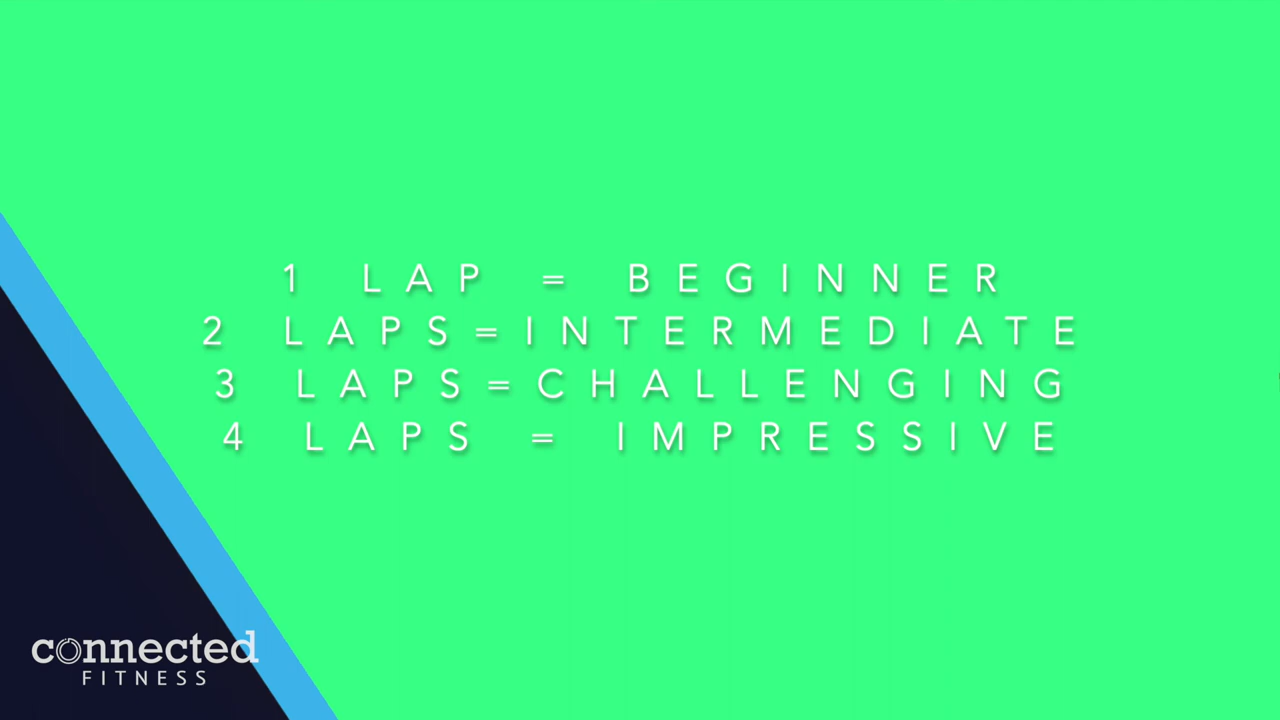 1 LAP = BEGINNER
2 LAPS=INTERMEDIATE
3 LAPS=CHALLENGING
4 LAPS = IMPRESSIVE
connected
FITNESS